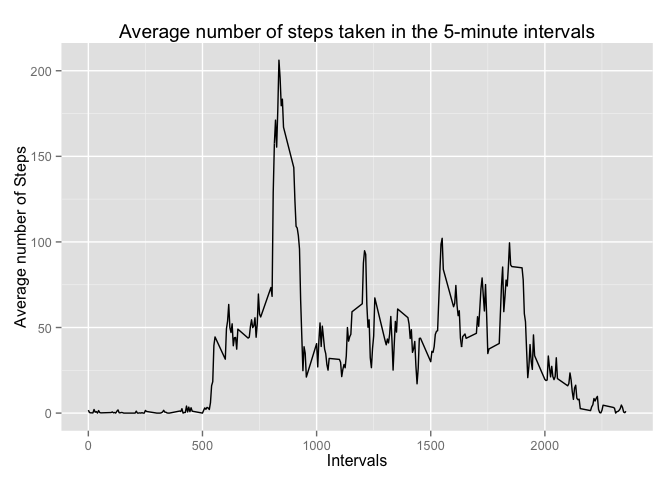 Average number of steps taken in the 5-minute intervals
Average number of Steps
200
150
100
50
0
0 500 1000 1500 2000
Intervals